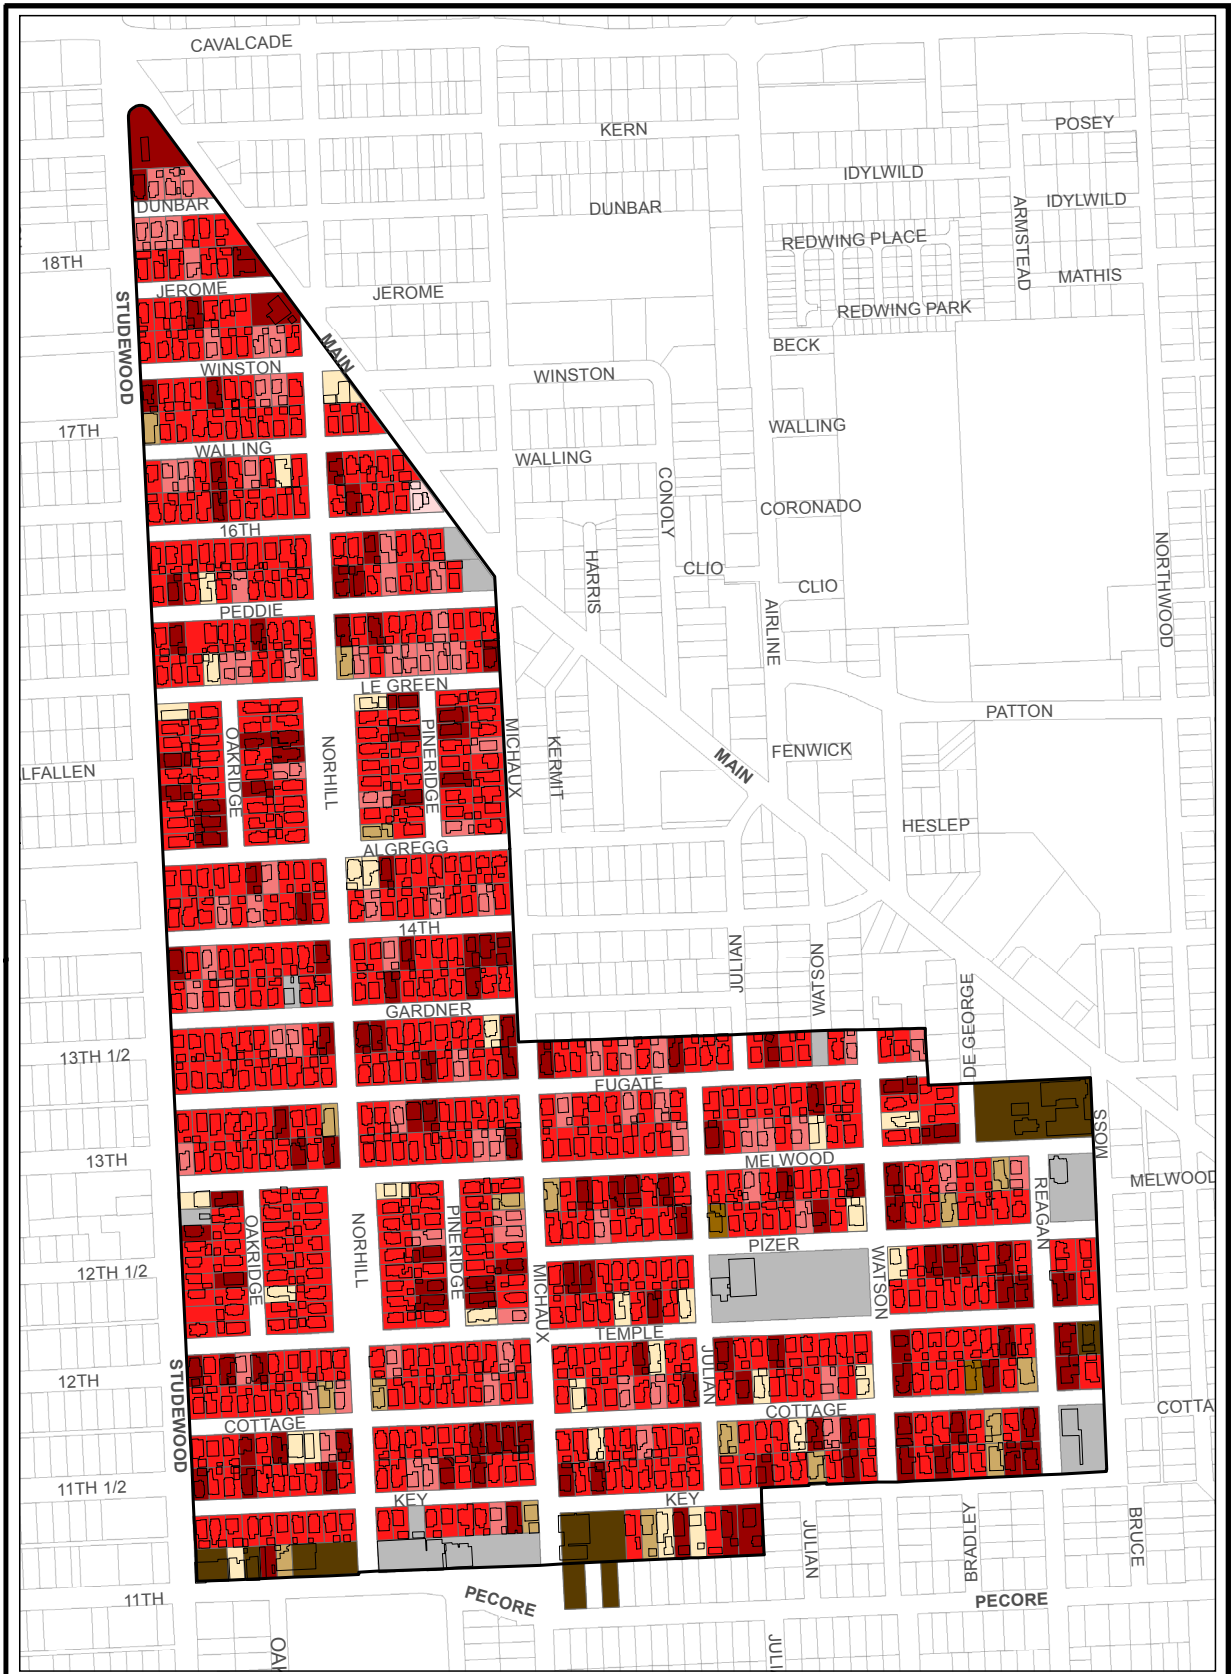 CAVALCADE
KERN
POSEY
IDYLWILD
IDYLWILD
DUNBAR
DUNBAR
ARMSTEAD
REDWING PLACE
18TH
MATHIS
JEROME
JEROME
REDWING PARK
STUDEWOOD
MAIN
BECK
WINSTON
WINSTON
17TH
WALLING
WALLING
WALLING
CONOLY
CORONADO
16TH
HARRIS
CLIO
CLIO
NORTHWOOD
PEDDIE
AIRLINE
LE GREEN
PATTON
OAKRIDGE
NORHILL
PINERIDGE
MICHAUX
KERMIT
MAIN
FENWICK
LFALLEN
HESLEP
ALGREGG
14TH
JULIAN
WATSON
DE GEORGE
GARDNER
13TH 1/2
FUGATE
MOSS
13TH
MELWOOD
MELWOOD
OAKRIDGE
NORHILL
PINERIDGE
REAGAN
PIZER
12TH 1/2
MICHAUX
WATSON
TEMPLE
JULIAN
12TH
STUDEWOOD
COTTAGE
COTTAGE
COTTA
11TH 1/2
KEY
KEY
JULIAN
BRADLEY
BRUCE
11TH
PECORE
PECORE
OAK
JULI